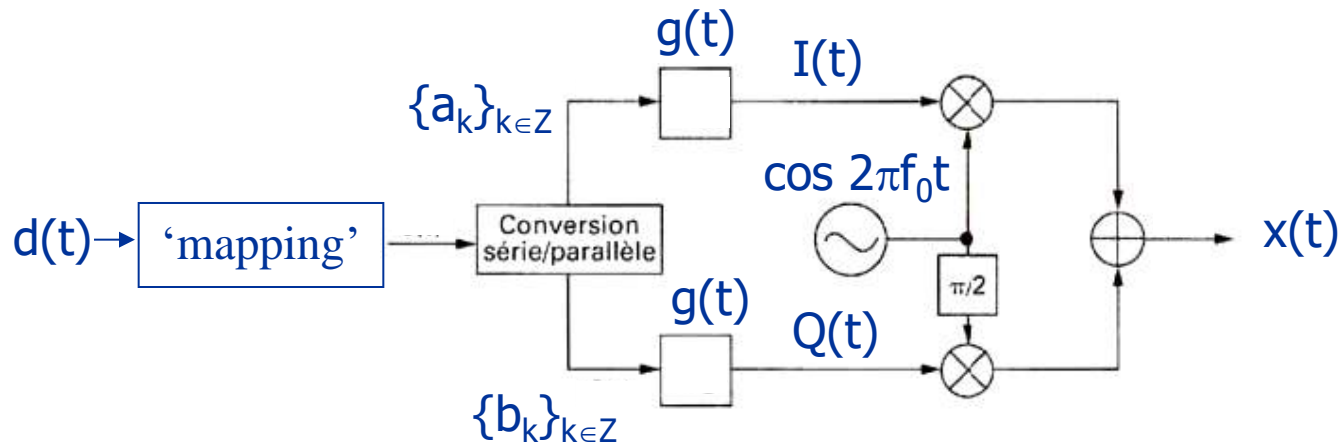 g(t)
I(t)
{a_k}_{k∈Z}
cos 2πf_0t
d(t)
‘mapping’
Conversion
série/parallèle
x(t)
π/2
g(t)
Q(t)
{b_k}_{k∈Z}